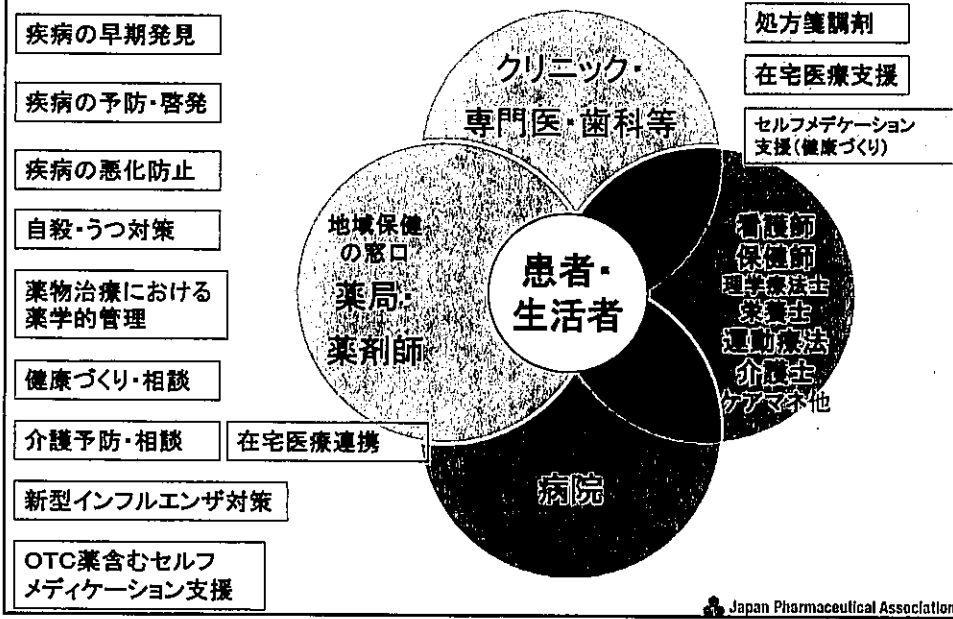 疾病の早期発見
疾病の予防・啓発
疾病の悪化防止
自殺・うつ対策
薬物治療における
薬学的管理
健康づくり・相談
介護予防・相談
在宅医療連携
新型インフルエンザ対策
OTC薬含むセルフ
メディケーション支援
クリニック・
専門医・歯科等
地域保健
の窓口
薬局・
薬剤師
患者・
生活者
病院
処方箋調剤
在宅医療支援
セルフメデケーション
支援(健康づくり)
看護師
保健師
理学療法士
栄養士
運動療法
介護士
ケアマネ他
Japan Pharmaceutical Association